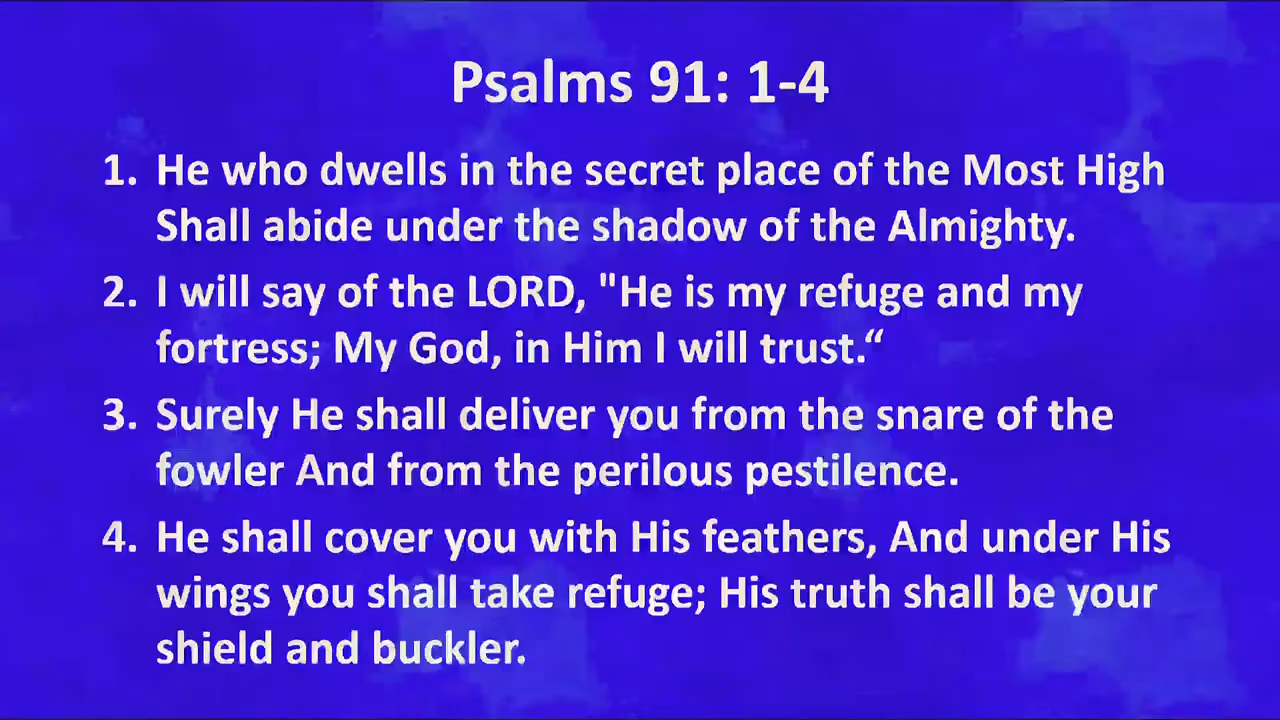 Psalms 91: 1-4
1. He who dwells in the secret place of the Most High
Shall abide under the shadow of the Almighty.
2. I will say of the LORD, "He is my refuge and my
fortress; My God, in Him I will trust.“
3. Surely He shall deliver you from the snare of the
fowler And from the perilous pestilence.
4. He shall cover you with His feathers, And under His
wings you shall take refuge; His truth shall be your
shield and buckler.